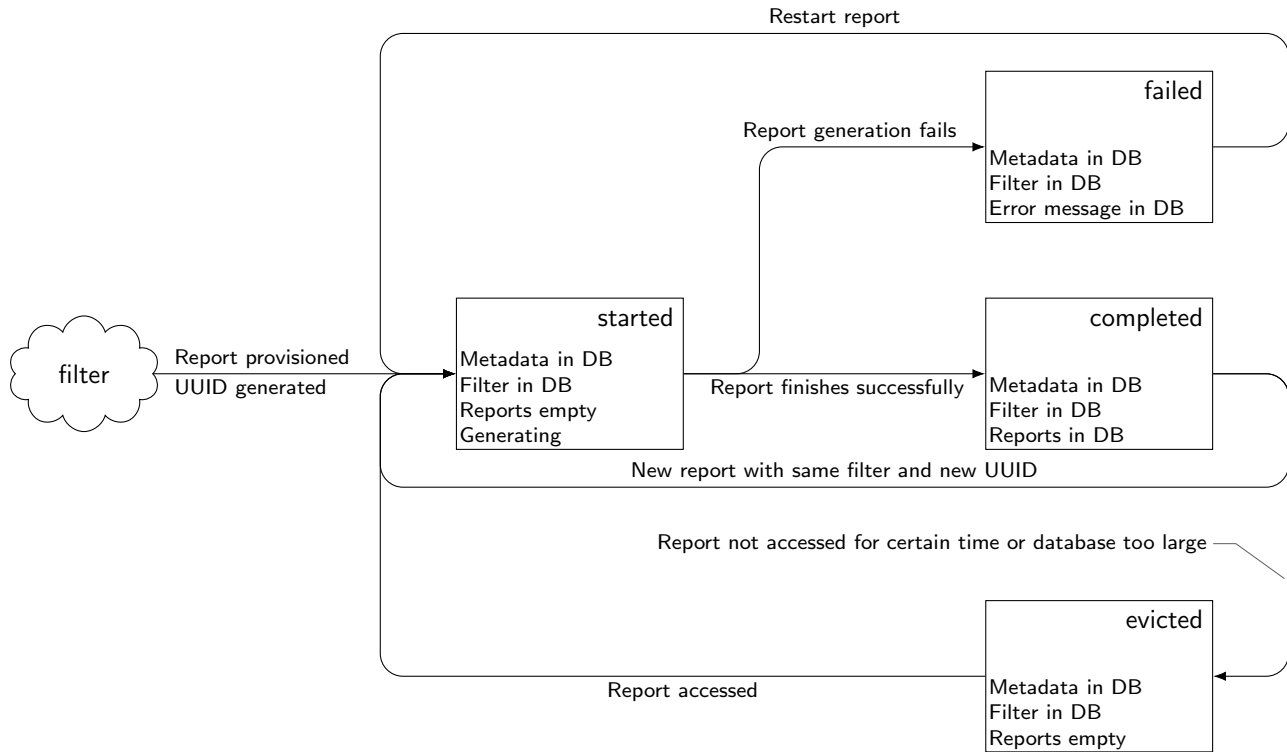 Restart report
failed
Report generation fails
Metadata in DB
Filter in DB
Error message in DB
started
completed
filter
Report provisioned
UUID generated
Metadata in DB
Filter in DB
Reports empty
Generating
Report finishes successfully
Metadata in DB
Filter in DB
Reports in DB
New report with same filter and new UUID
Report not accessed for certain time or database too large
evicted
Report accessed
Metadata in DB
Filter in DB
Reports empty